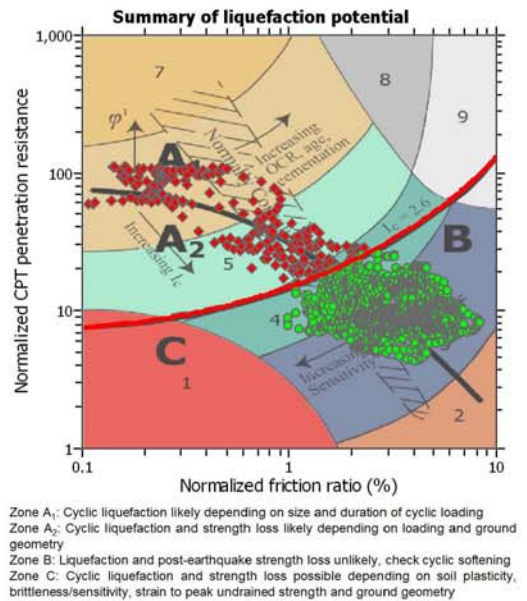 Summary of liquefaction potential
Normalized CPT penetration resistance
1,000
100
10
1
7
8
9
φ'
Increasing
OCR, age,
cementation
A
Ic = 2.6
B
A2
5
Increasing Ic
4
C
1
Increasing
Sensitivity
2
0.1
1
10
Normalized friction ratio (%)
Zone A1: Cyclic liquefaction likely depending on size and duration of cyclic loading
Zone A2: Cyclic liquefaction and strength loss likely depending on loading and ground
geometry
Zone B: Liquefaction and post-earthquake strength loss unlikely, check cyclic softening
Zone C: Cyclic liquefaction and strength loss possible depending on soil plasticity,
brittleness/sensitivity, strain to peak undrained strength and ground geometry